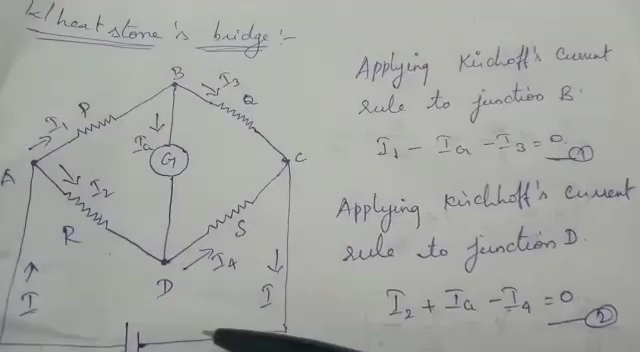 Wheatstone's bridge :-
B
I3
P
Q
I1
IG
G
A
C
I2
R
S
I4
D
I
I
Applying Kirchoff's Current
rule to junction B.
I1 - IG - I3 = 0 — ①
Applying Kirchhoff's Current
rule to junction D.
I2 + IG - I4 = 0 — ②